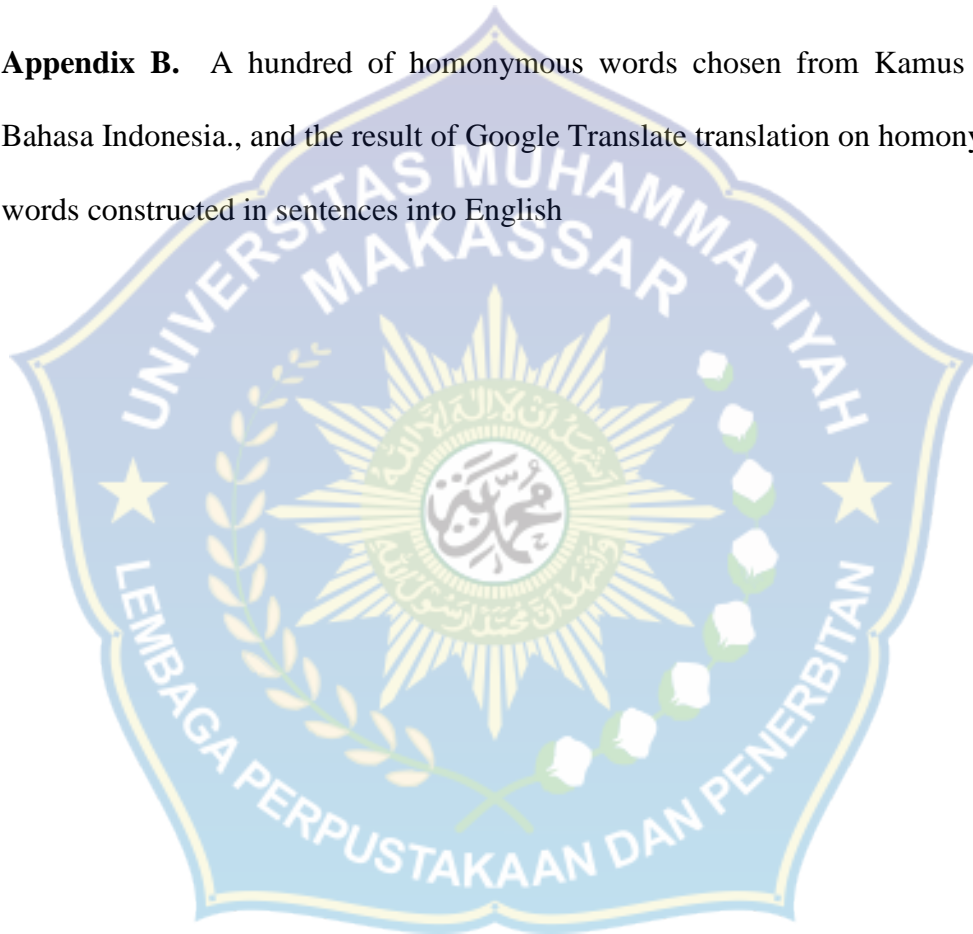 Appendix B. A hundred of homonymous words chosen from Kamus
Bahasa Indonesia., and the result of Google Translate translation on homony
words constructed in sentences into English
UNIVERSITAS MUHAMMADIYAH
MAKASSAR
LEMBAGA PERPUSTAKAAN DAN PENERBITAN